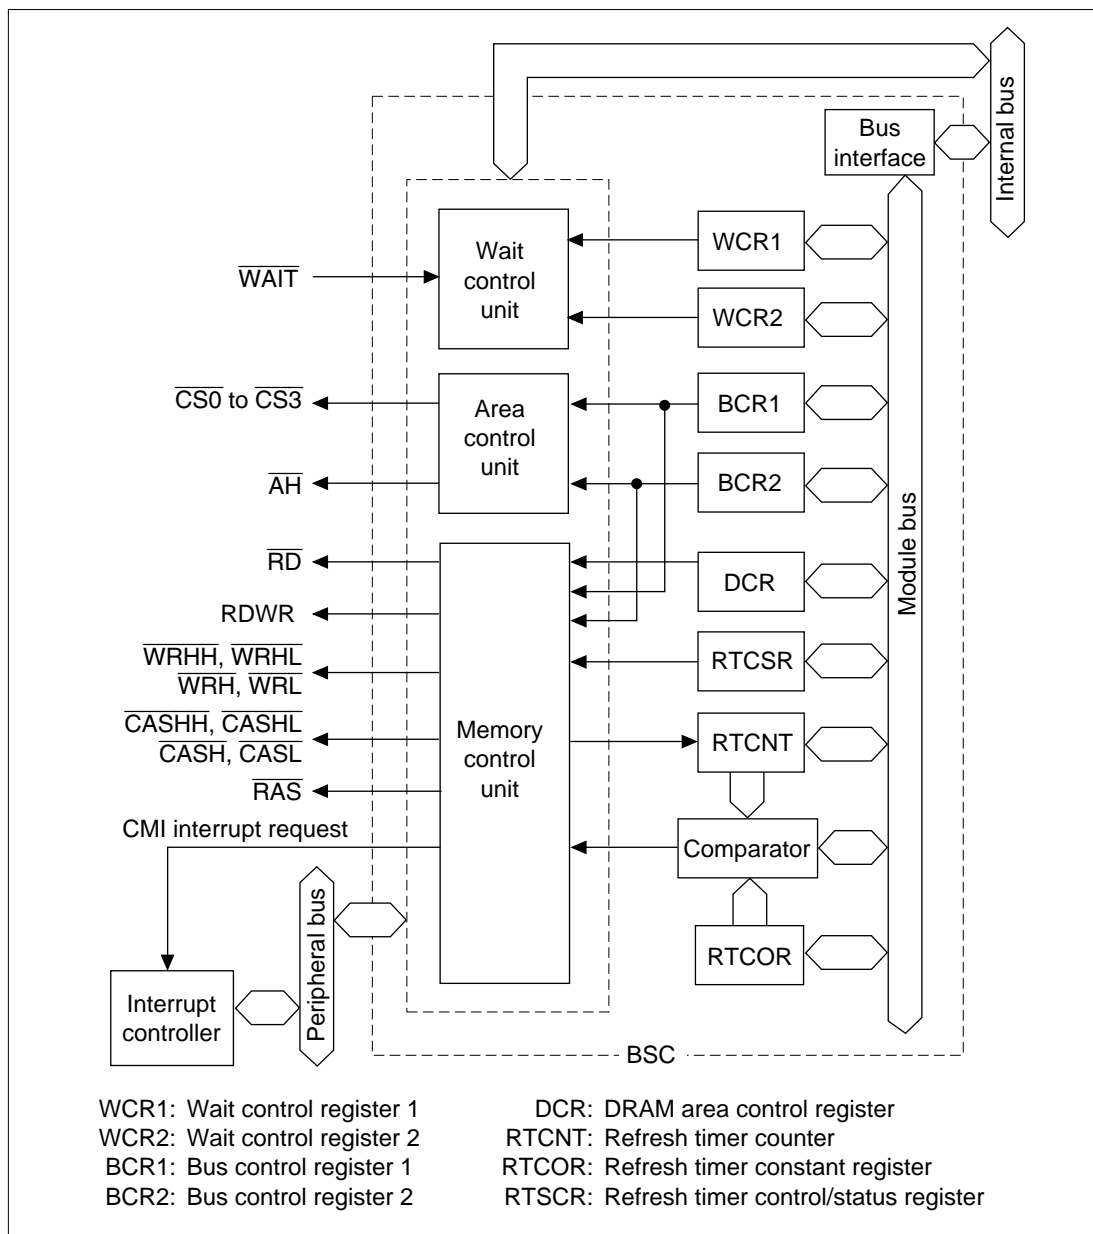 Bus
interface
Internal bus
Wait
control
unit
WCR1
WAIT
WCR2
CS0 to CS3
Area
control
unit
BCR1
AH
BCR2
Module bus
RD
DCR
RDWR
WRHH, WRHL
WRH, WRL
RTCSR
CASHH, CASHL
CASH, CASL
Memory
control
unit
RTCNT
RAS
CMI interrupt request
Comparator
Peripheral bus
RTCOR
Interrupt
controller
BSC
WCR1: Wait control register 1
WCR2: Wait control register 2
BCR1: Bus control register 1
BCR2: Bus control register 2
DCR: DRAM area control register
RTCNT: Refresh timer counter
RTCOR: Refresh timer constant register
RTSCR: Refresh timer control/status register